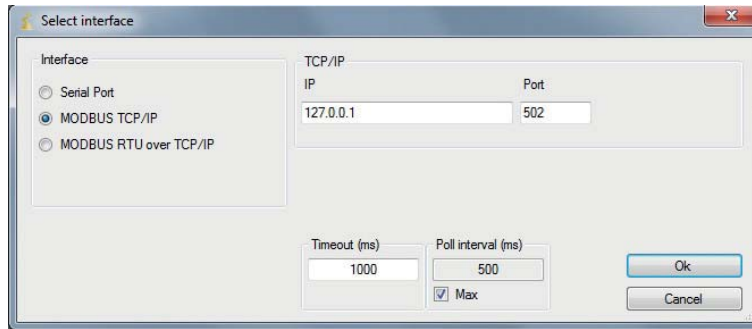 Select interface
Interface
Serial Port
MODBUS TCP/IP
MODBUS RTU over TCP/IP
TCP/IP
IP
Port
127.0.0.1
502
Timeout (ms)
1000
Poll interval (ms)
500
Max
Ok
Cancel